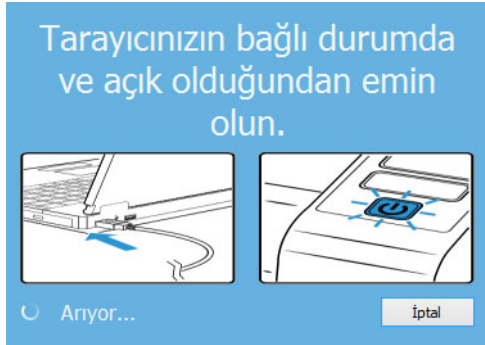 Tarayıcınızın bağlı durumda
ve açık olduğundan emin
olun.
Arıyor...
İptal